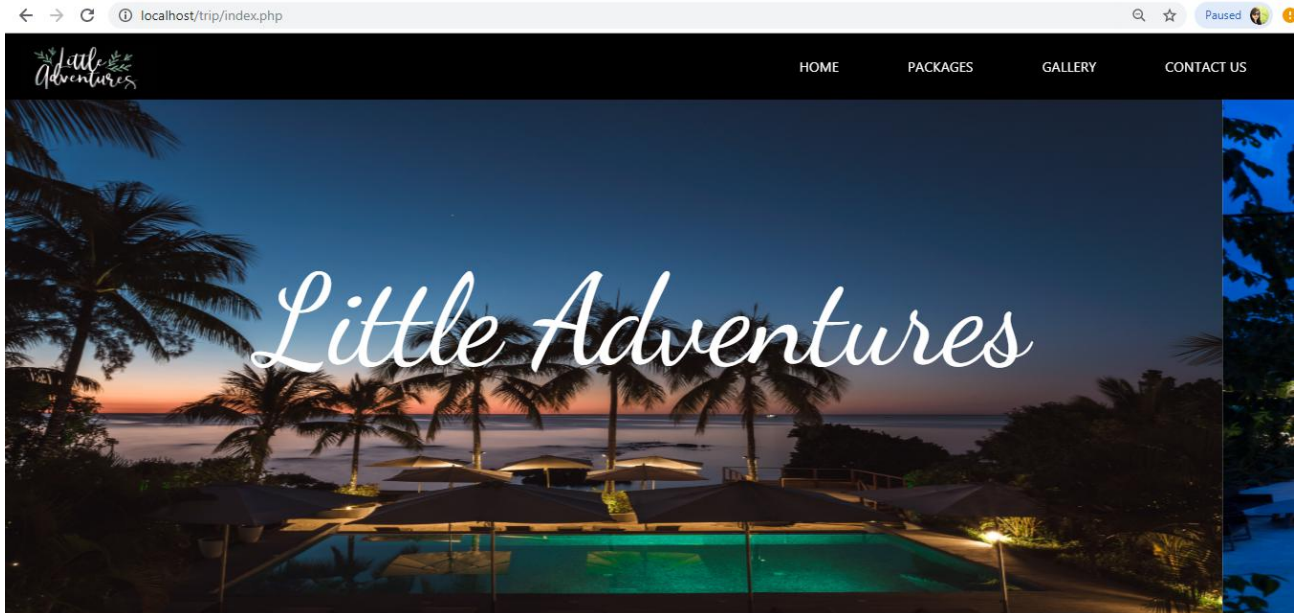 localhost/trip/index.php
Paused
Little
Adventures
HOME PACKAGES GALLERY CONTACT US
Little Adventures